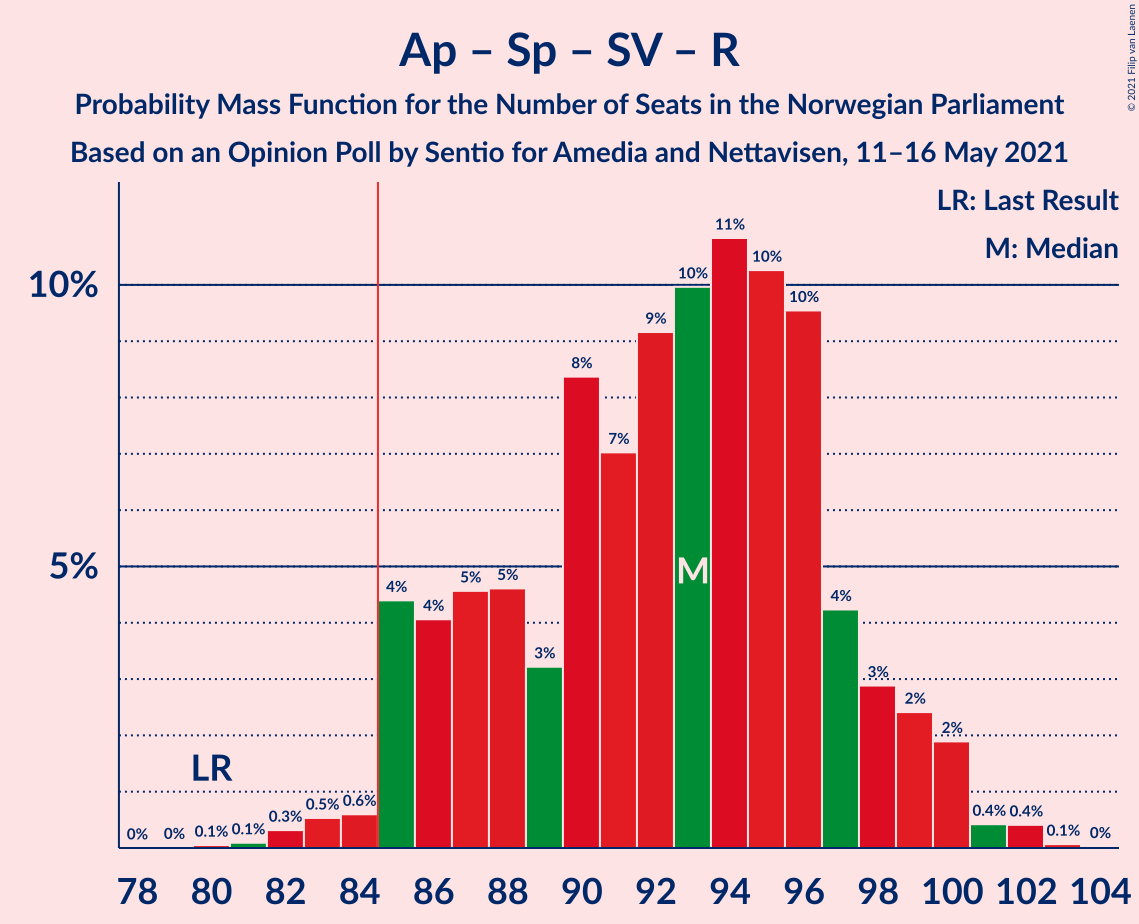 Ap – Sp – SV – R
Probability Mass Function for the Number of Seats in the Norwegian Parliament
Based on an Opinion Poll by Sentio for Amedia and Nettavisen, 11–16 May 2021
© 2021 Filip van Laenen
LR: Last Result
M: Median
10%
5%
0% 0% 0.1% 0.1% 0.3% 0.5% 0.6% 4% 4% 5% 5% 3% 8% 7% 9% 10% 11% 10% 10% 4% 3% 2% 2% 0.4% 0.4% 0.1% 0%
M
LR
78 80 82 84 86 88 90 92 94 96 98 100 102 104